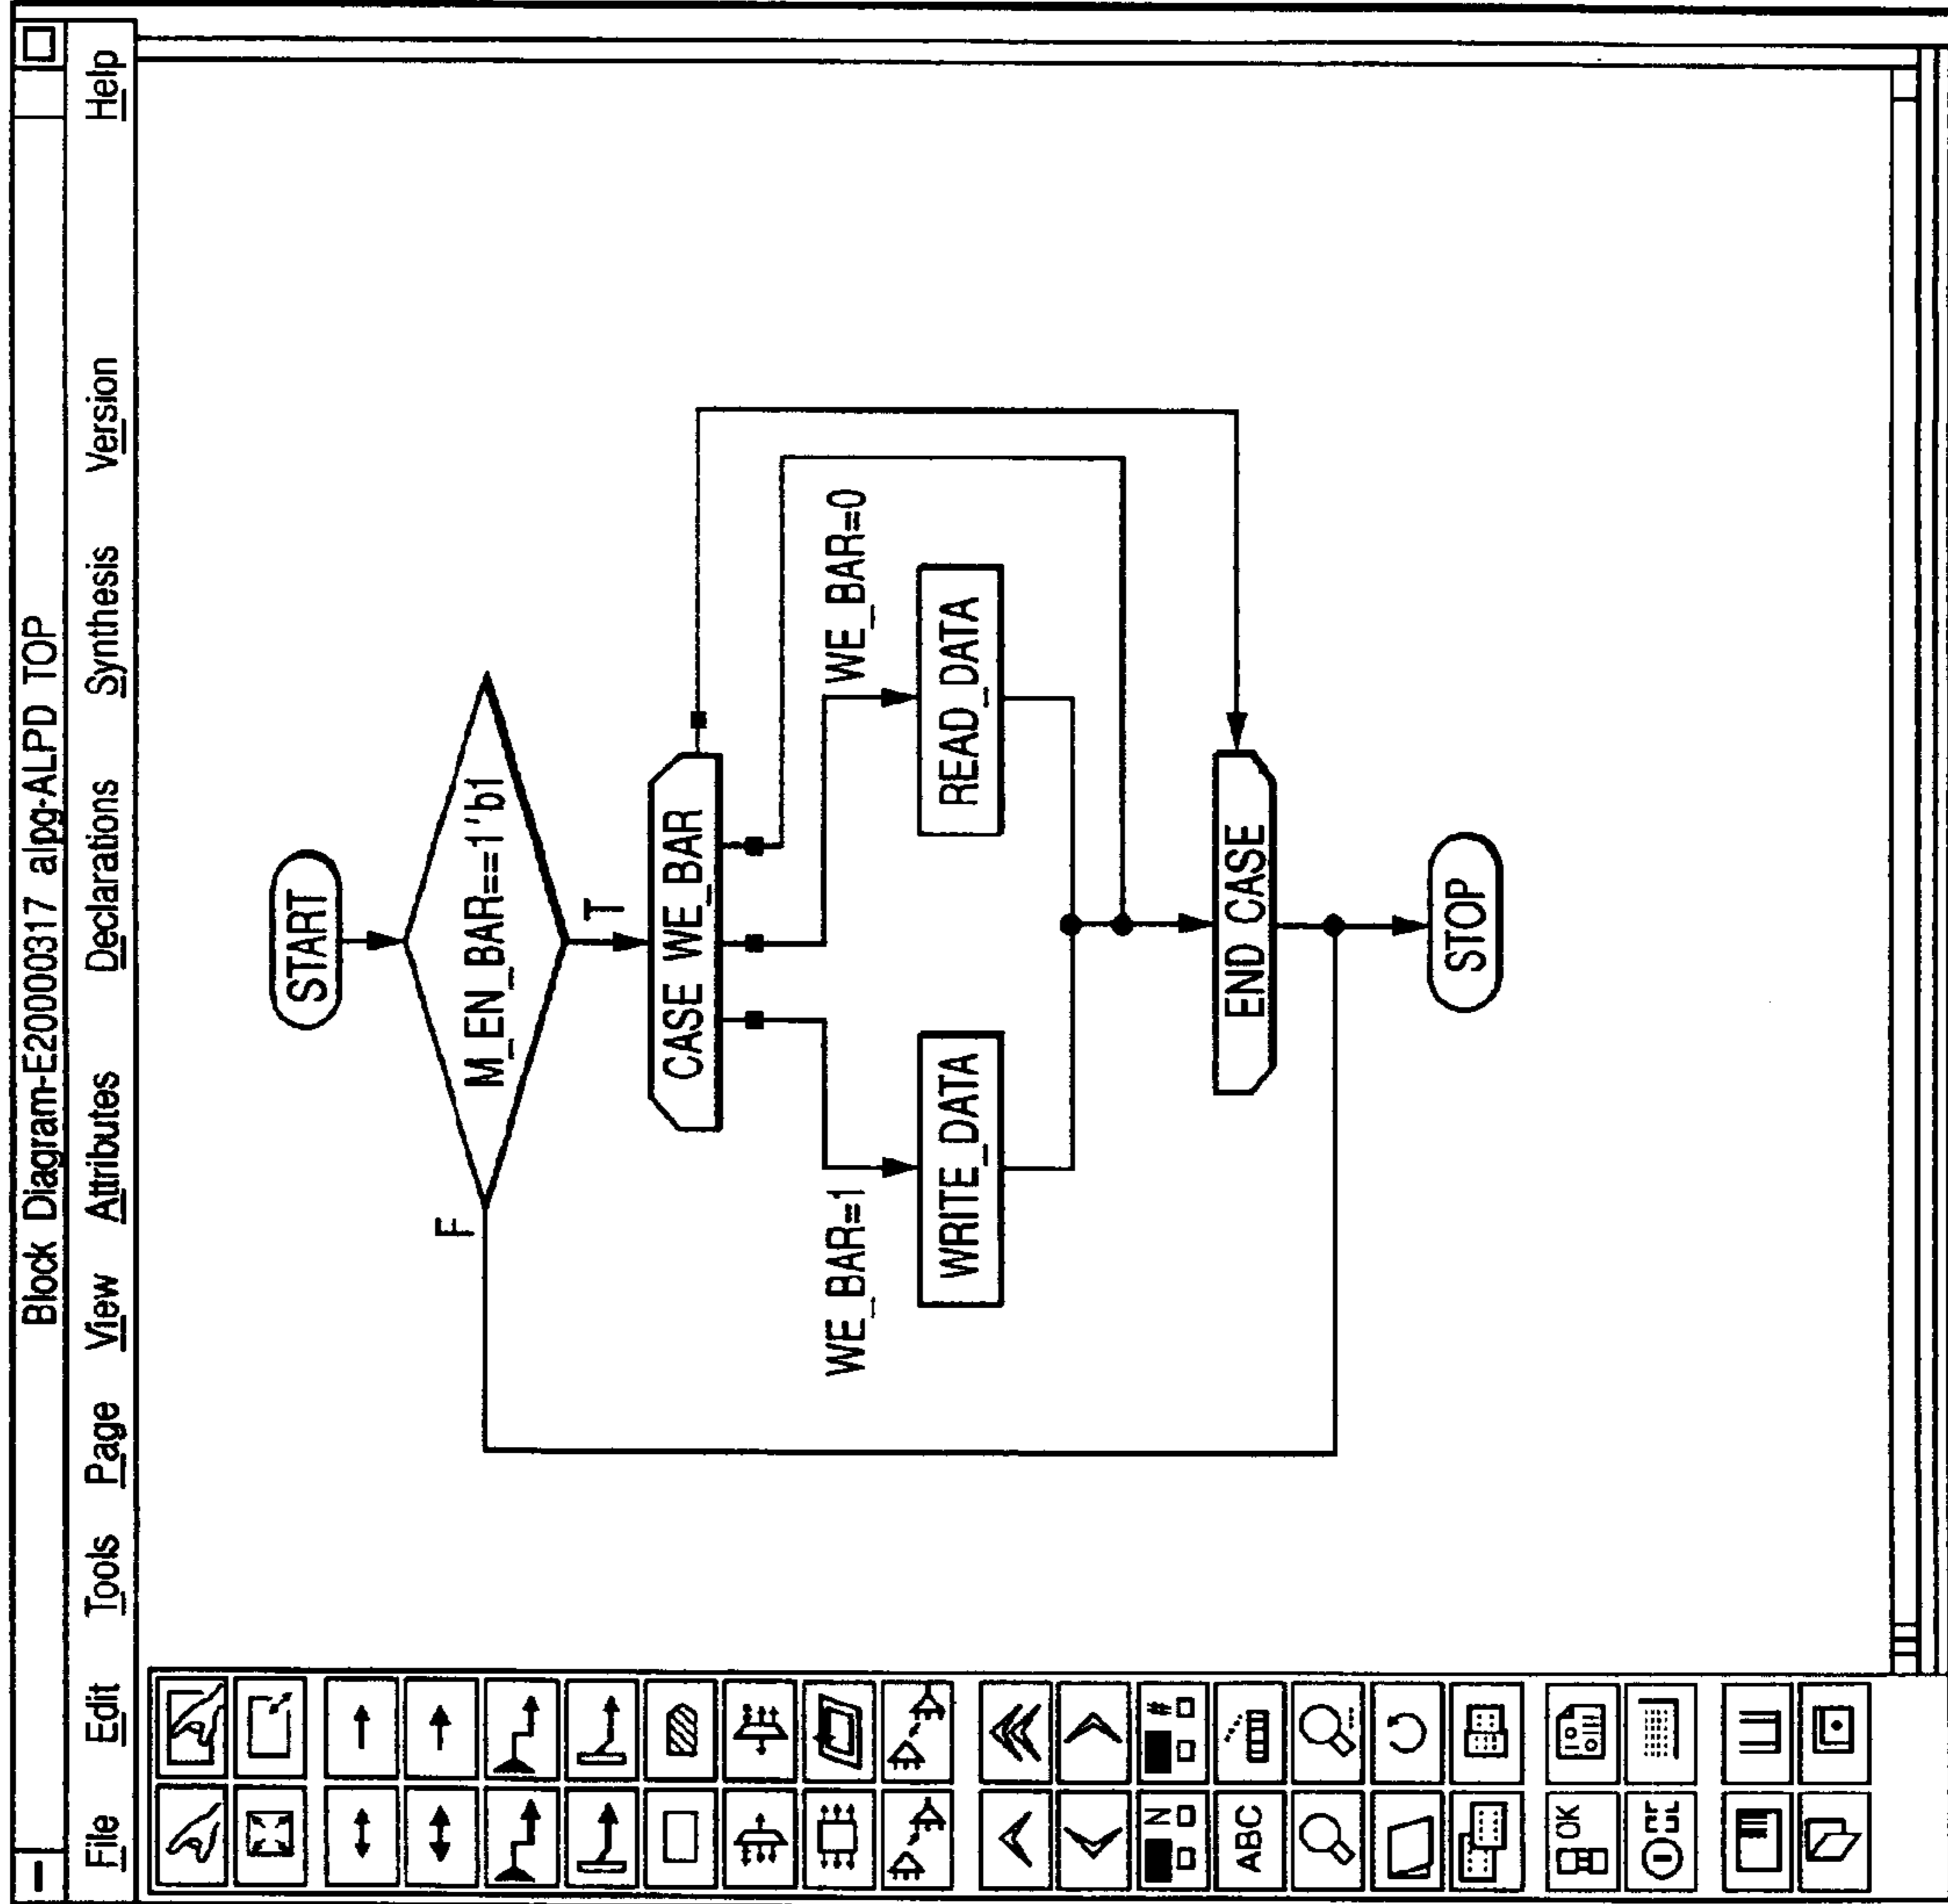 Block Diagram-E2000317 alpg-ALPD TOP
File Edit Tools Page View Attributes Declarations Synthesis Version Help
START
F
M_EN_BAR==1'b1
T
CASE WE_BAR
WE_BAR=1
WE_BAR=0
WRITE_DATA
READ_DATA
END CASE
STOP
N
#
ABC
OK